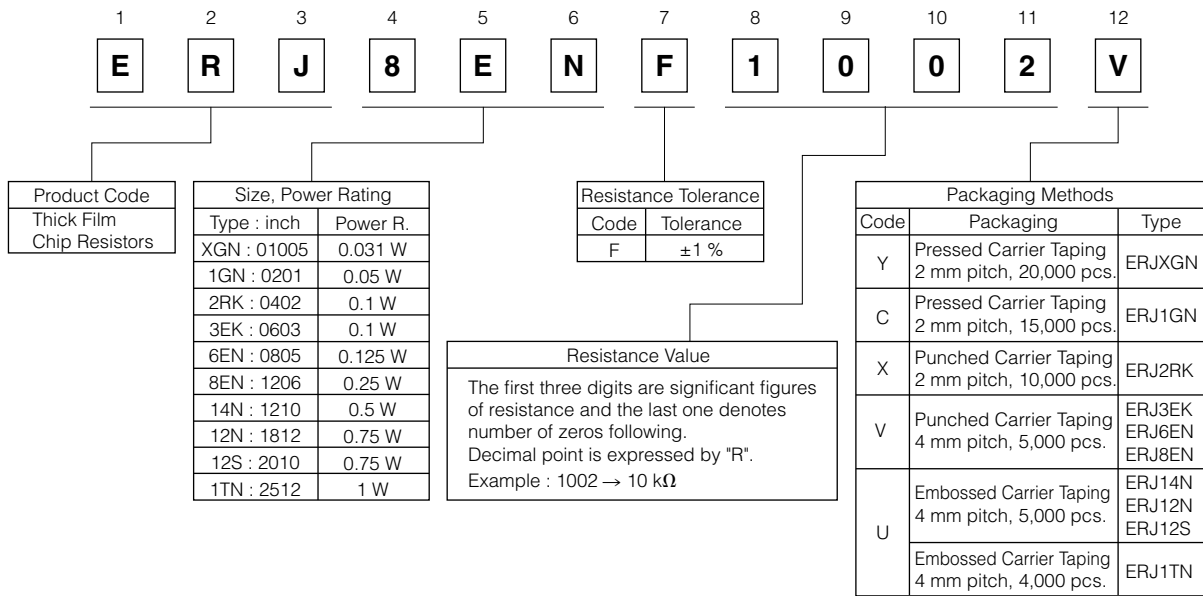 1 2 3 4 5 6 7 8 9 10 11 12
E R J 8 E N F 1 0 0 2 V
Product Code
Thick Film
Chip Resistors
Size, Power Rating
Type : inch Power R.
XGN : 01005 0.031 W
1GN : 0201 0.05 W
2RK : 0402 0.1 W
3EK : 0603 0.1 W
6EN : 0805 0.125 W
8EN : 1206 0.25 W
14N : 1210 0.5 W
12N : 1812 0.75 W
12S : 2010 0.75 W
1TN : 2512 1 W
Resistance Tolerance
Code Tolerance
F ±1 %
Resistance Value
The first three digits are significant figures
of resistance and the last one denotes
number of zeros following.
Decimal point is expressed by "R".
Example : 1002 → 10 kΩ
Packaging Methods
Code Packaging Type
Y Pressed Carrier Taping
2 mm pitch, 20,000 pcs. ERJXGN
C Pressed Carrier Taping
2 mm pitch, 15,000 pcs. ERJ1GN
X Punched Carrier Taping
2 mm pitch, 10,000 pcs. ERJ2RK
V Punched Carrier Taping
4 mm pitch, 5,000 pcs.
ERJ3EK
ERJ6EN
ERJ8EN
U Embossed Carrier Taping
4 mm pitch, 5,000 pcs.
ERJ14N
ERJ12N
ERJ12S
Embossed Carrier Taping
4 mm pitch, 4,000 pcs. ERJ1TN